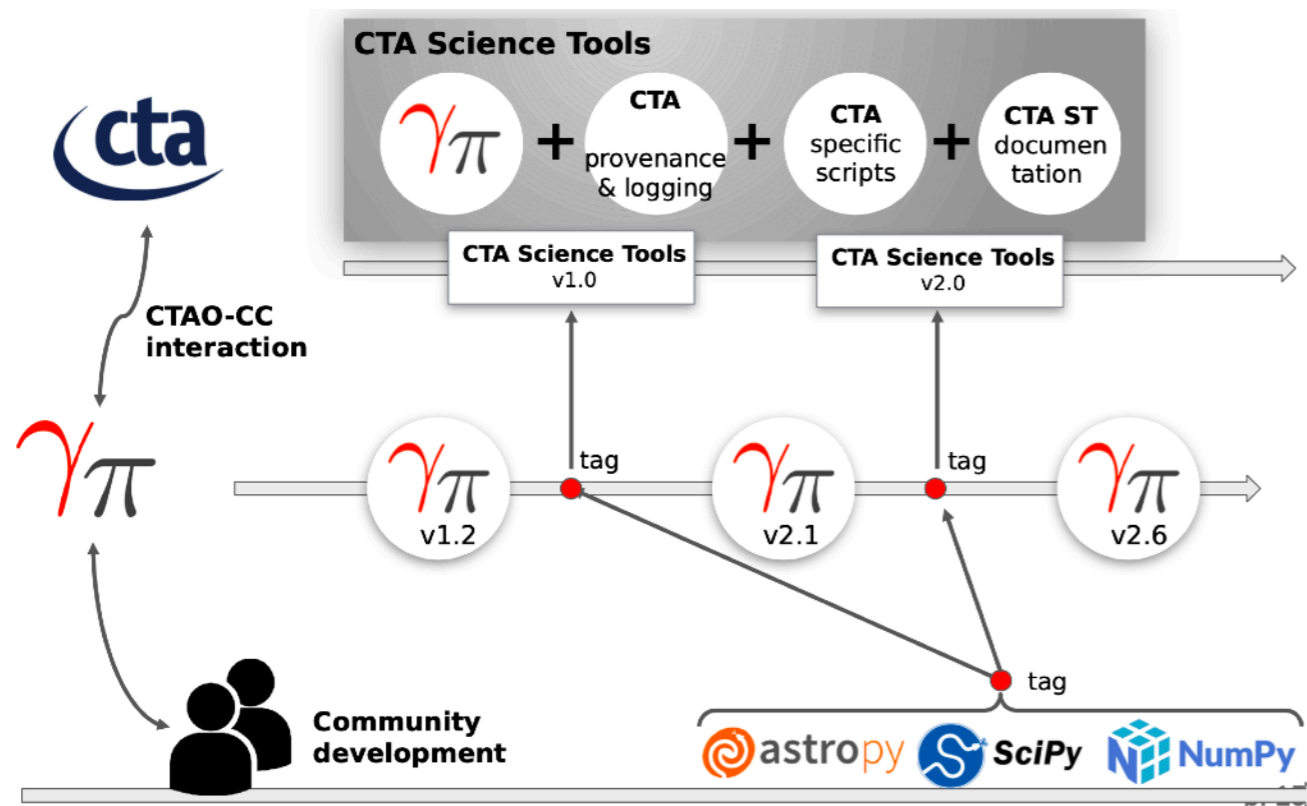 CTA Science Tools
γπ
+
CTA
provenance
& logging
+
CTA
specific
scripts
+
CTA ST
documen
tation
cta
CTA Science Tools
v1.0
CTA Science Tools
v2.0
CTAO-CC
interaction
γπ
γπ
v1.2
tag
γπ
v2.1
tag
γπ
v2.6
tag
Community
development
astropy
SciPy
NumPy